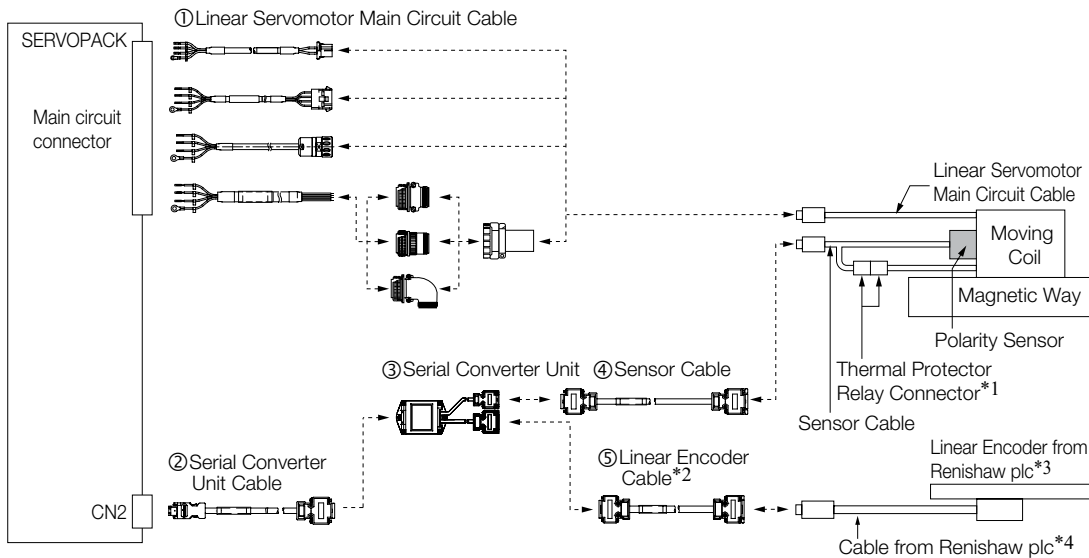 ①Linear Servomotor Main Circuit Cable
SERVOPACK
Main circuit
connector
Linear Servomotor
Main Circuit Cable
Moving
Coil
Magnetic Way
Polarity Sensor
Thermal Protector
Relay Connector*1
Sensor Cable
③Serial Converter Unit
④Sensor Cable
②Serial Converter
Unit Cable
⑤Linear Encoder
Cable*2
Linear Encoder from
Renishaw plc*3
CN2
Cable from Renishaw plc*4